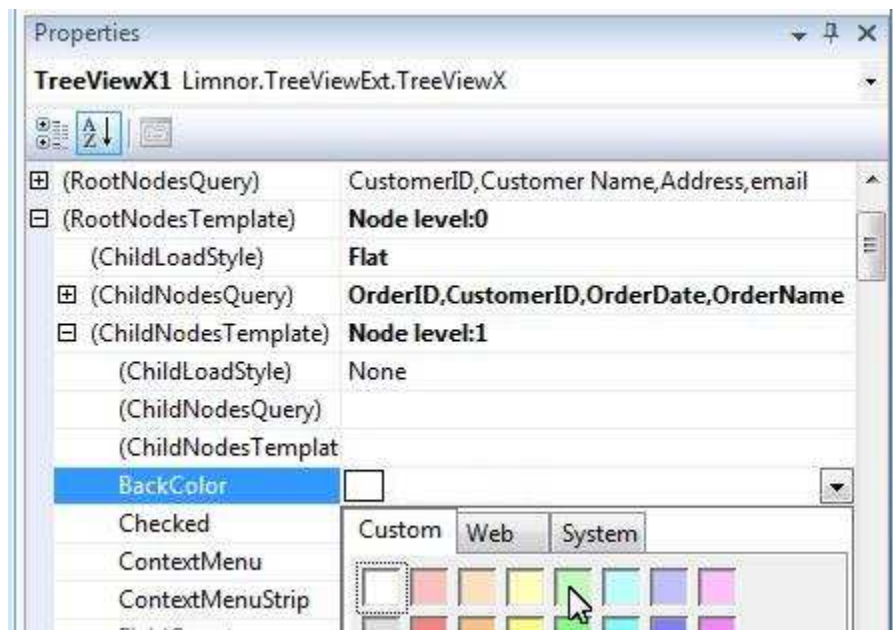 Properties
TreeViewX1 Limnor.TreeViewExt.TreeViewX
A
Z
(RootNodesQuery) CustomerID,Customer Name,Address,email
(RootNodesTemplate) Node level:0
(ChildLoadStyle) Flat
(ChildNodesQuery) OrderID,CustomerID,OrderDate,OrderName
(ChildNodesTemplate) Node level:1
(ChildLoadStyle) None
(ChildNodesQuery)
(ChildNodesTemplat
BackColor
Checked
Custom Web System
ContextMenu
ContextMenuStrip